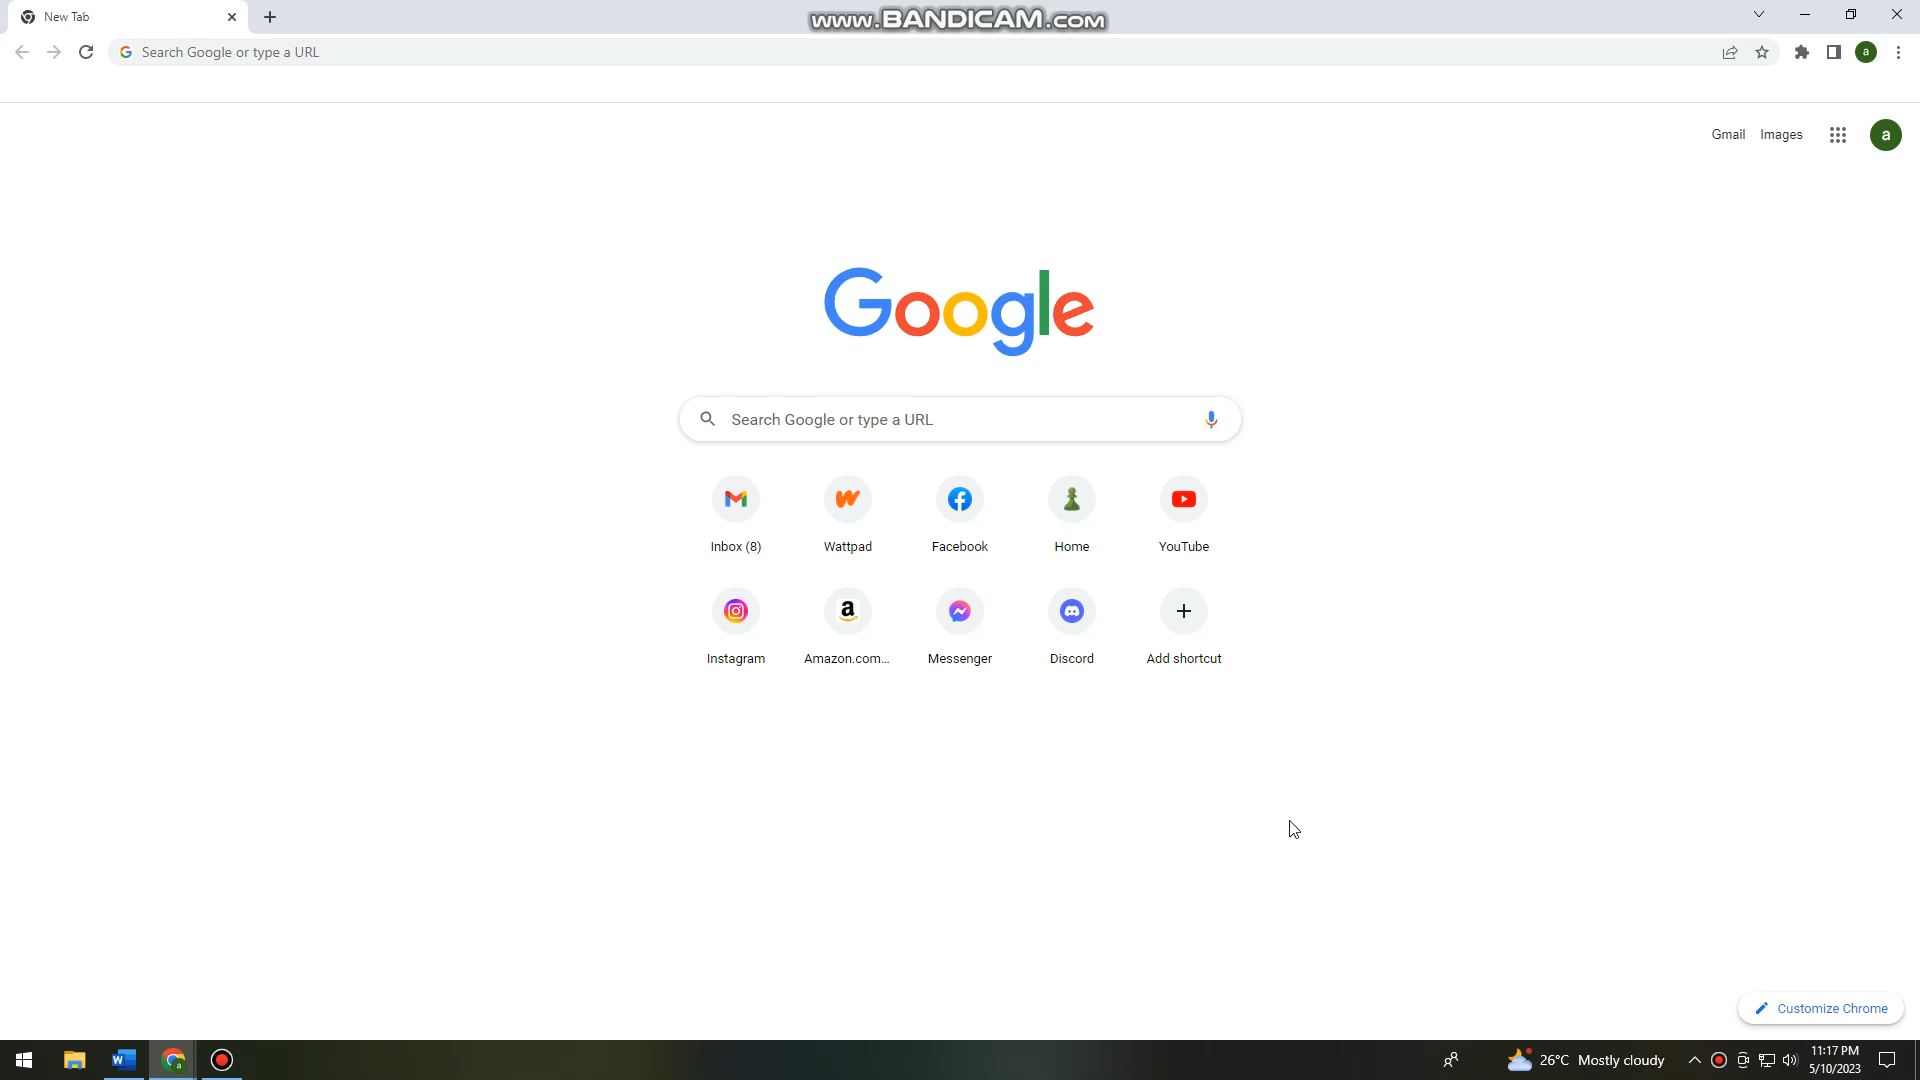 New Tab
www.BANDICAM.com
Search Google or type a URL
a
Gmail Images
a
Google
Search Google or type a URL
Inbox (8) Wattpad Facebook Home YouTube
Instagram Amazon.com... Messenger Discord Add shortcut
Customize Chrome
26°C Mostly cloudy
11:17 PM
5/10/2023